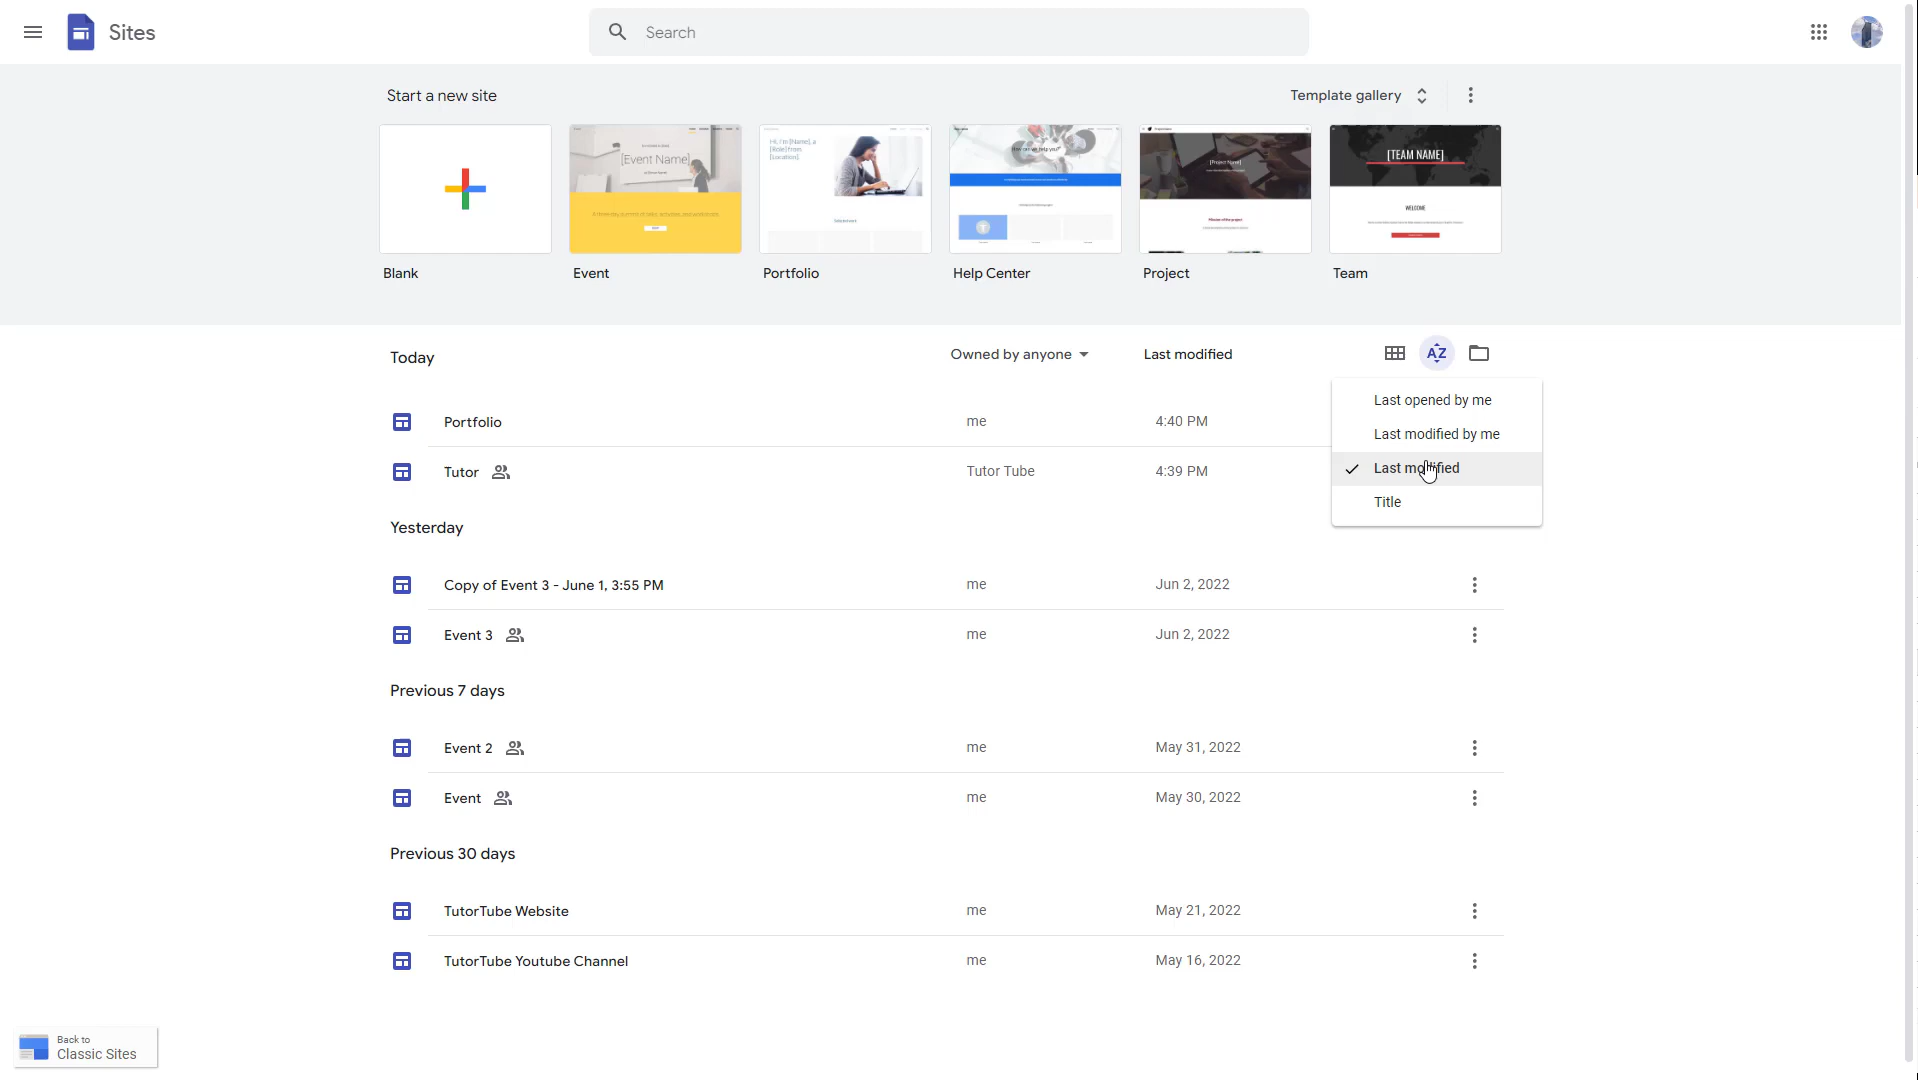 Sites
Search
Start a new site
Template gallery
[Event Name]
Hi, I'm [Name], a
[Role] from
[Location]
How can we help you?
[Project Name]
Mission of the project
[TEAM NAME]
WELCOME
Blank
Event
Portfolio
Help Center
Project
Team
Today
Owned by anyone
Last modified
AZ
Last opened by me
Last modified by me
Last modified
Title
Portfolio
me
4:40 PM
Tutor
Tutor Tube
4:39 PM
Yesterday
Copy of Event 3 - June 1, 3:55 PM
me
Jun 2, 2022
Event 3
me
Jun 2, 2022
Previous 7 days
Event 2
me
May 31, 2022
Event
me
May 30, 2022
Previous 30 days
TutorTube Website
me
May 21, 2022
TutorTube Youtube Channel
me
May 16, 2022
Back to
Classic Sites